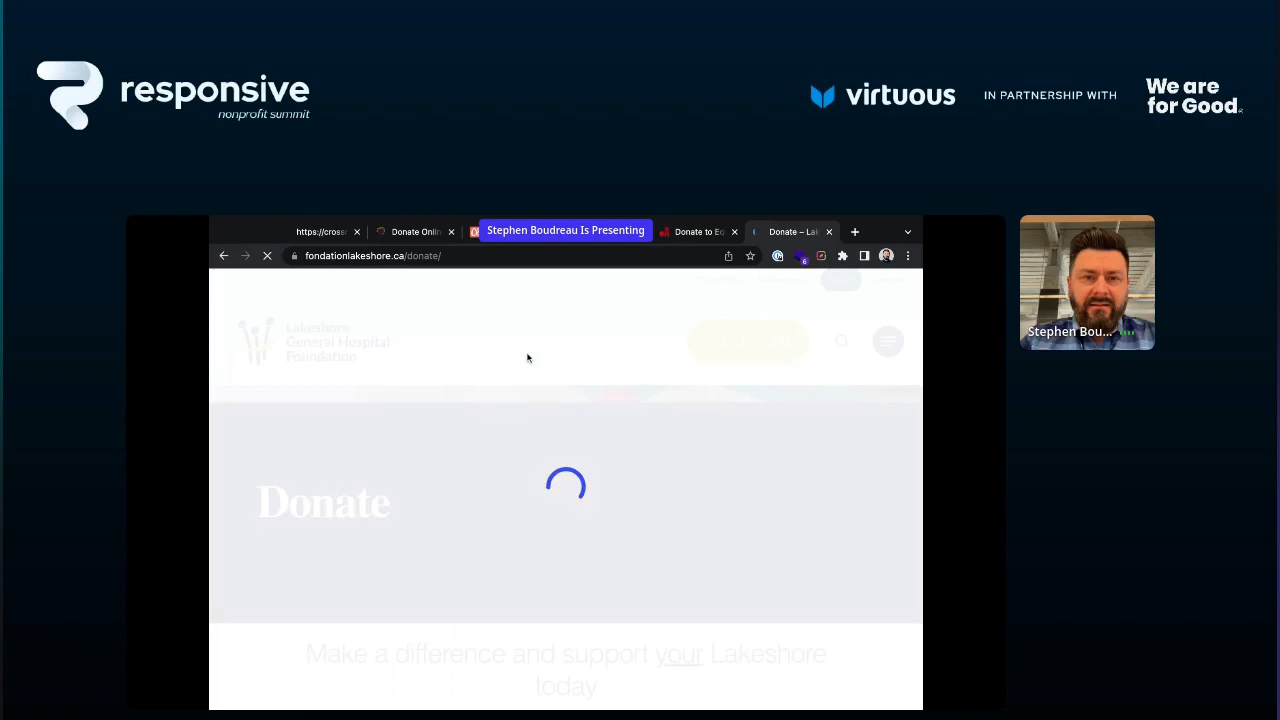 responsive
nonprofit summit
virtuous
IN PARTNERSHIP WITH
We are
for Good.
https://cross
Donate Onlin
Stephen Boudreau Is Presenting
Donate to Eq
Donate – Lak
fondationlakeshore.ca/donate/
6
Lakeshore
General Hospital
Foundation
Stephen Bou...
Donate
Make a difference and support your Lakeshore
today